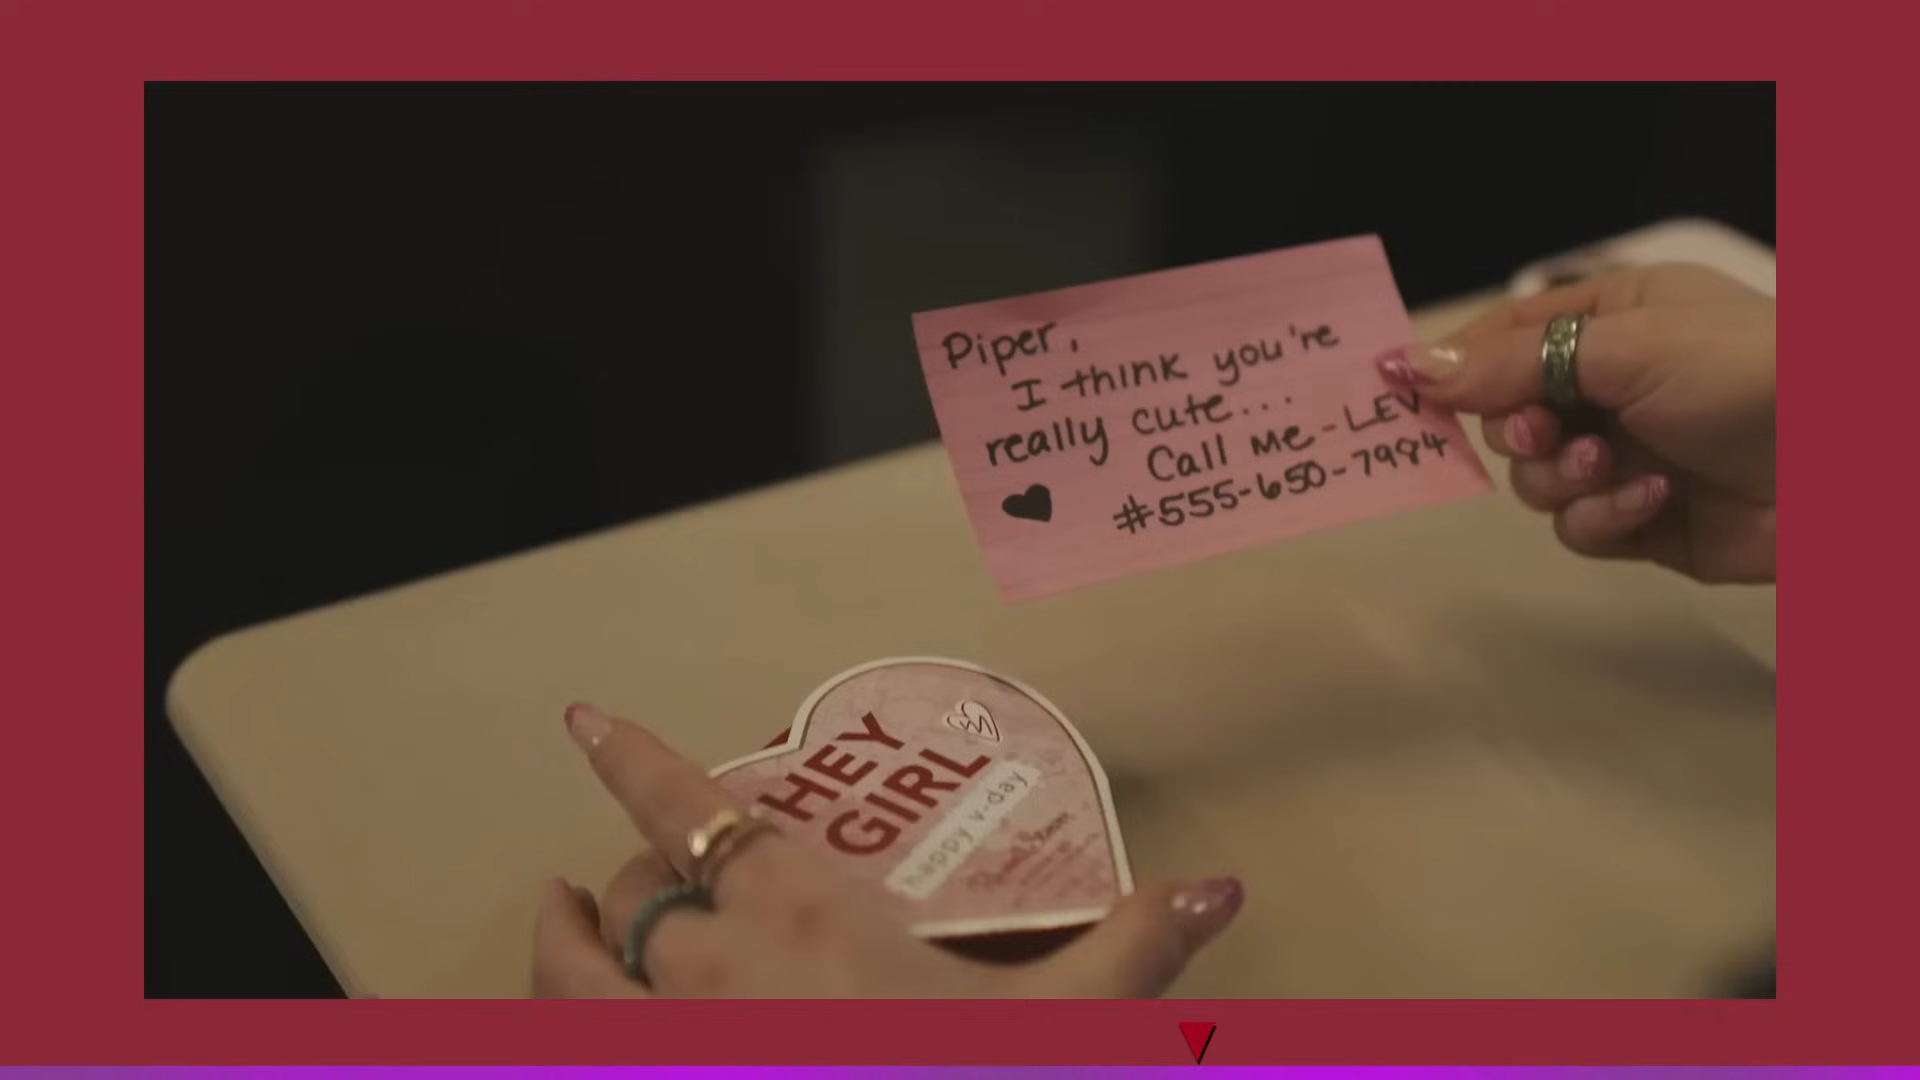 Piper,
I think you're
really cute...
Call me - LEV
#555-650-7984
HEY
GIRL
happy v-day